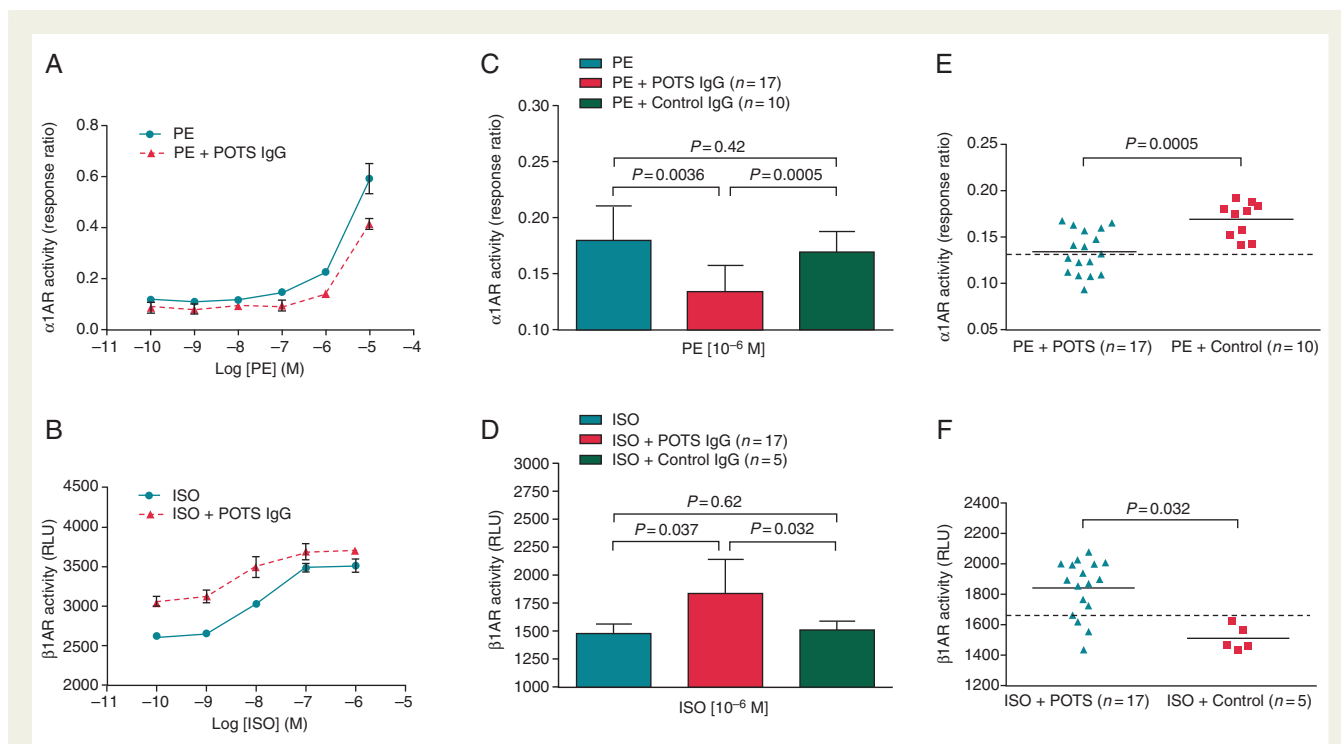 A
α1AR activity (response ratio)
0.8
0.6
0.4
0.2
0.0
PE
PE + POTS IgG
−11 −10 −9 −8 −7 −6 −5 −4
Log [PE] (M)
C
PE
PE + POTS IgG (n = 17)
PE + Control IgG (n = 10)
α1AR activity (response ratio)
0.30
0.25
0.20
0.15
0.10
P = 0.42
P = 0.0036
P = 0.0005
PE [10⁻⁶ M]
E
α1AR activity (response ratio)
0.25
0.20
0.15
0.10
0.05
P = 0.0005
PE + POTS (n = 17)
PE + Control (n = 10)
B
β1AR activity (RLU)
4500
4000
3500
3000
2500
2000
ISO
ISO + POTS IgG
−11 −10 −9 −8 −7 −6 −5
Log [ISO] (M)
D
ISO
ISO + POTS IgG (n = 17)
ISO + Control IgG (n = 5)
β1AR activity (RLU)
3000
2750
2500
2250
2000
1750
1500
1250
1000
P = 0.62
P = 0.037
P = 0.032
ISO [10⁻⁶ M]
F
β1AR activity (RLU)
2400
2200
2000
1800
1600
1400
1200
P = 0.032
ISO + POTS (n = 17)
ISO + Control (n = 5)